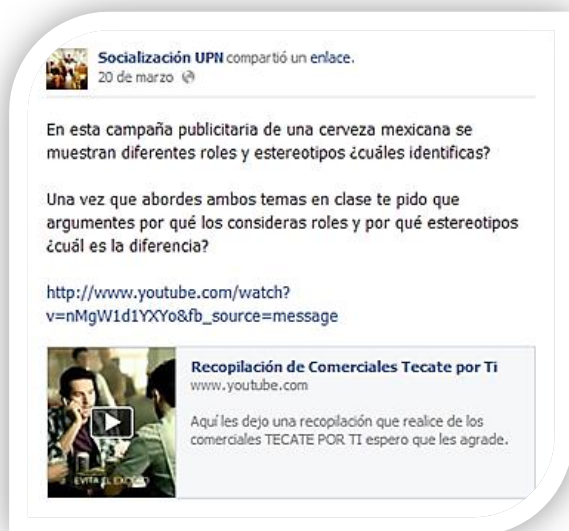 Socialización UPN compartió un enlace.
20 de marzo
En esta campaña publicitaria de una cerveza mexicana se
muestran diferentes roles y estereotipos ¿cuáles identificas?
Una vez que abordes ambos temas en clase te pido que
argumentes por qué los consideras roles y por qué estereotipos
¿cuál es la diferencia?
http://www.youtube.com/watch?
v=nMgW1d1YXYo&fb_source=message
Recopilación de Comerciales Tecate por Ti
www.youtube.com
Aquí les dejo una recopilación que realice de los
comerciales TECATE POR TI espero que les agrade.
EVITA EL EXCESO